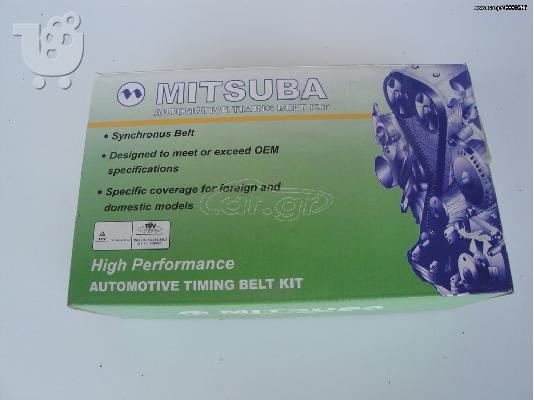 MITSUBA
AUTOMOTIVE TIMING BELT KIT
• Synchronus Belt
• Designed to meet or exceed OEM
specifications
• Specific coverage for foreign and
domestic models
car.gr
TÜV
High Performance
AUTOMOTIVE TIMING BELT KIT
MITSUBA